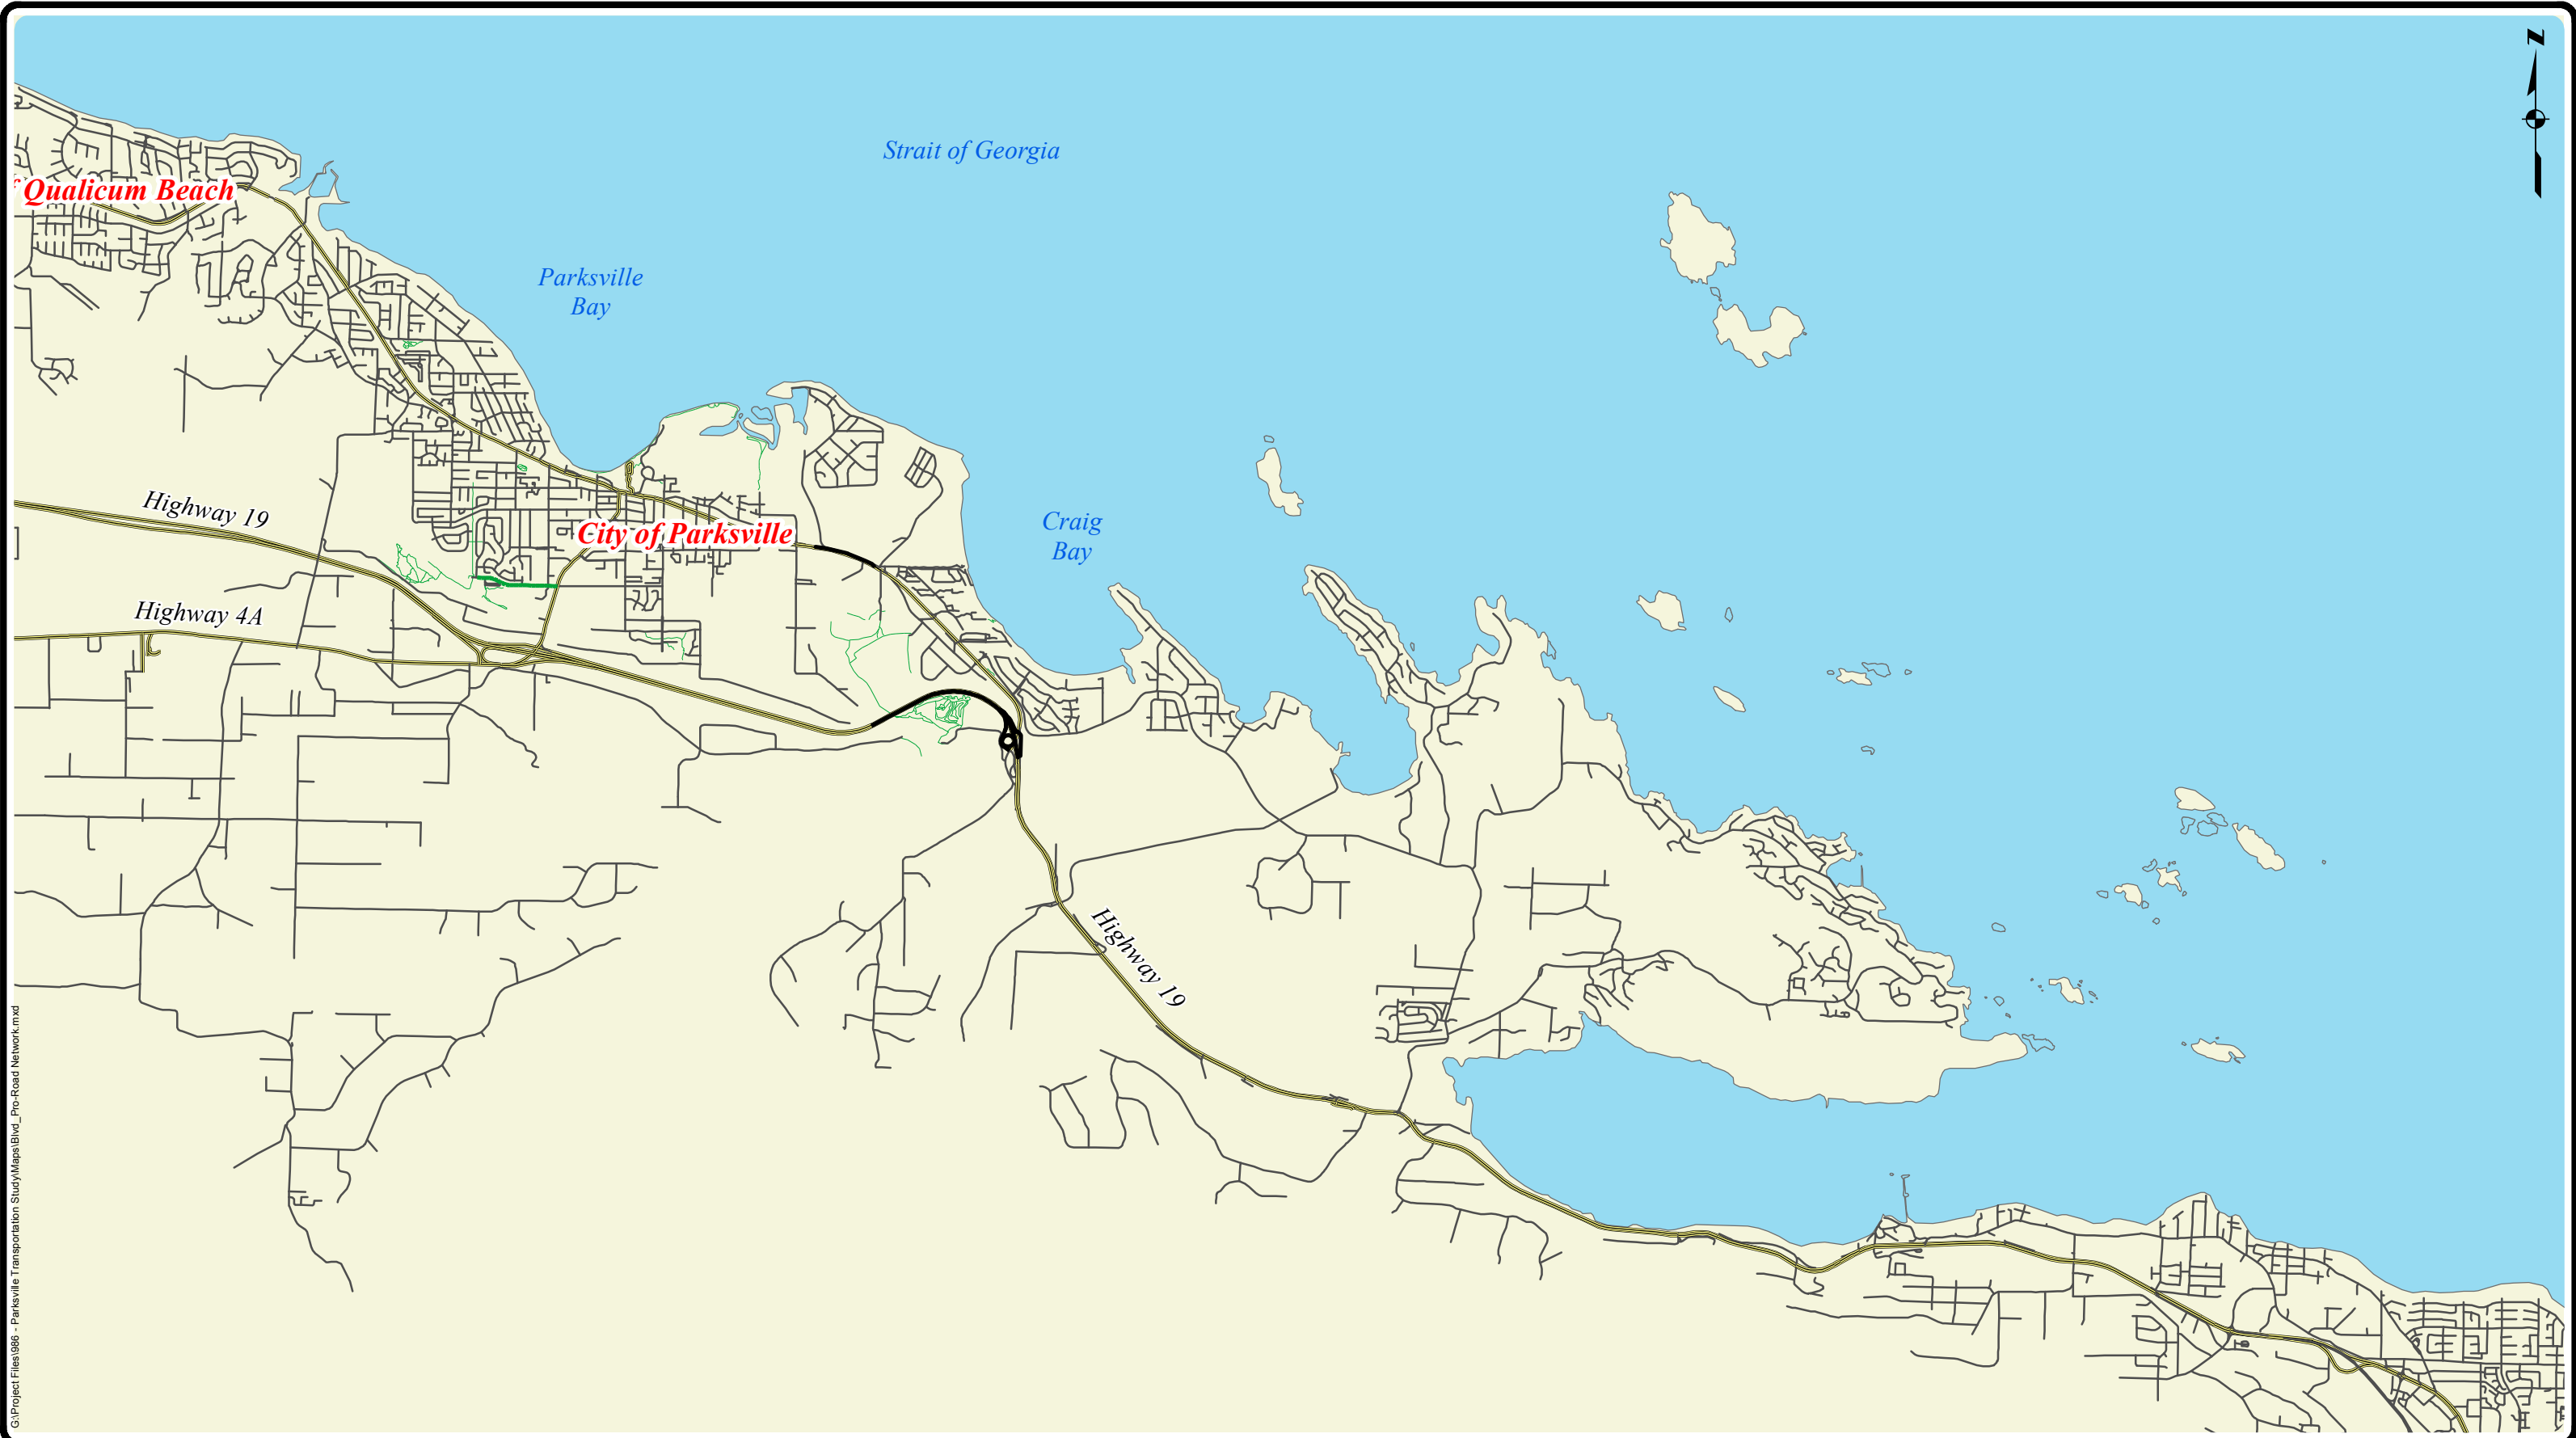 N
Strait of Georgia
Qualicum Beach
Parksville
Bay
Highway 19
City of Parksville
Craig
Bay
Highway 4A
Highway 19
G:\Project Files\986 - Parksville Transportation Study\Maps\Blvd_Pro-Road Network.mxd